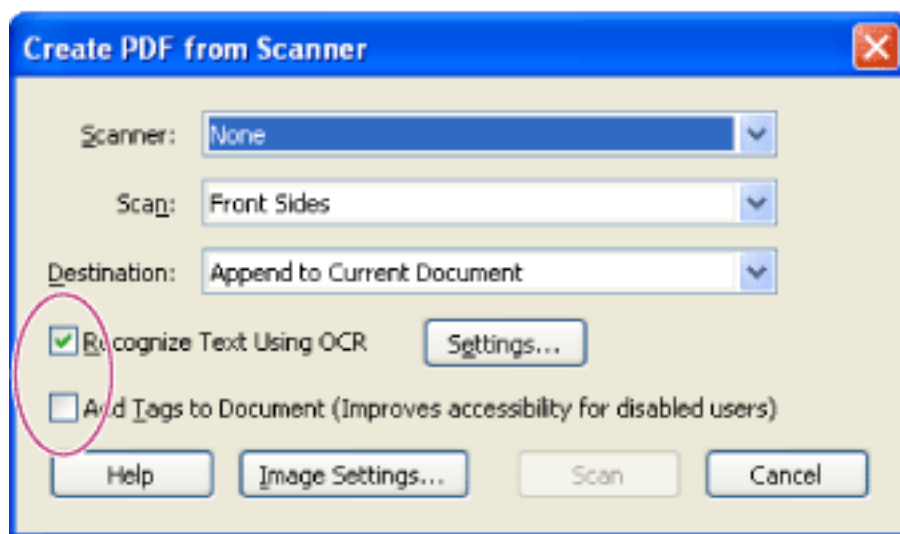 Create PDF from Scanner
Scanner: None
Scan: Front Sides
Destination: Append to Current Document
Recognize Text Using OCR Settings...
Add Tags to Document (Improves accessibility for disabled users)
Help Image Settings... Scan Cancel